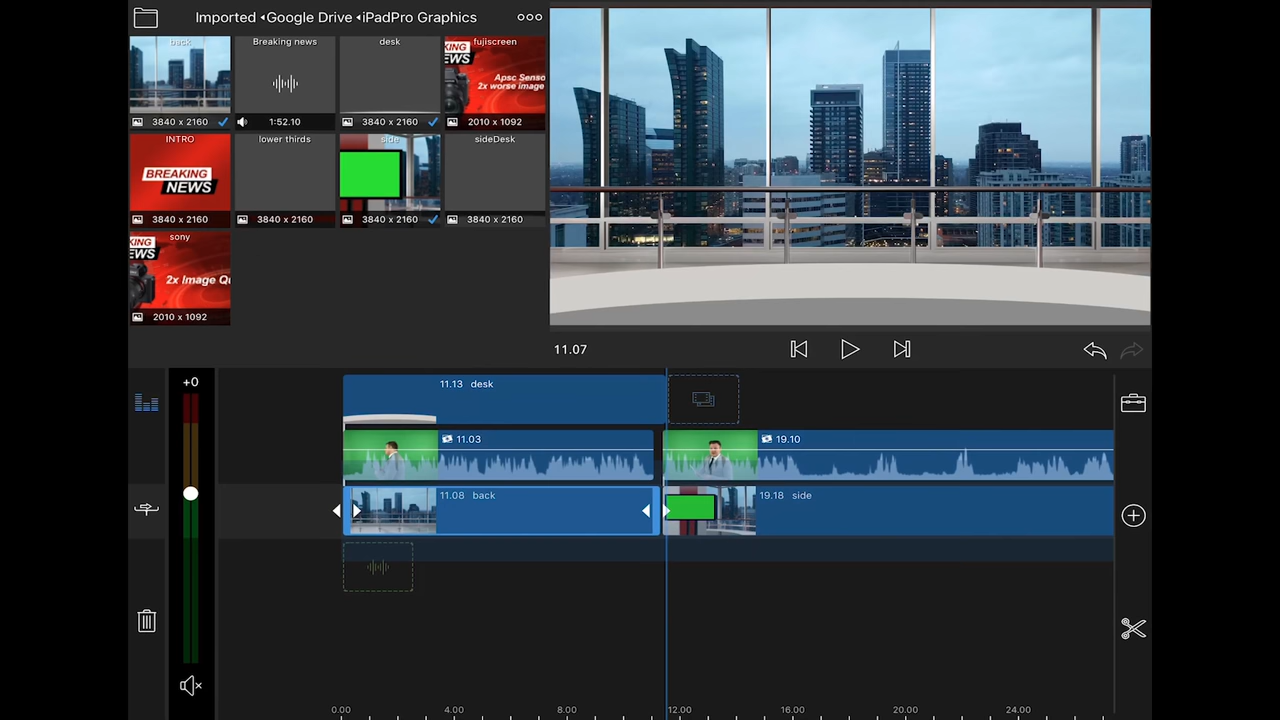 Imported ◂Google Drive ◂iPadPro Graphics
back
Breaking news
desk
fujiscreen
KING
EWS
Apsc Senso
2x worse image
3840 x 2160
1:52.10
3840 x 2160
2010 x 1092
INTRO
lower thirds
side
sideDesk
BREAKING
NEWS
3840 x 2160
3840 x 2160
3840 x 2160
3840 x 2160
sony
KING
EWS
2x Image Qu
2010 x 1092
11.07
+0
11.13 desk
11.03
19.10
11.08 back
19.18 side
0.00 4.00 8.00 12.00 16.00 20.00 24.00